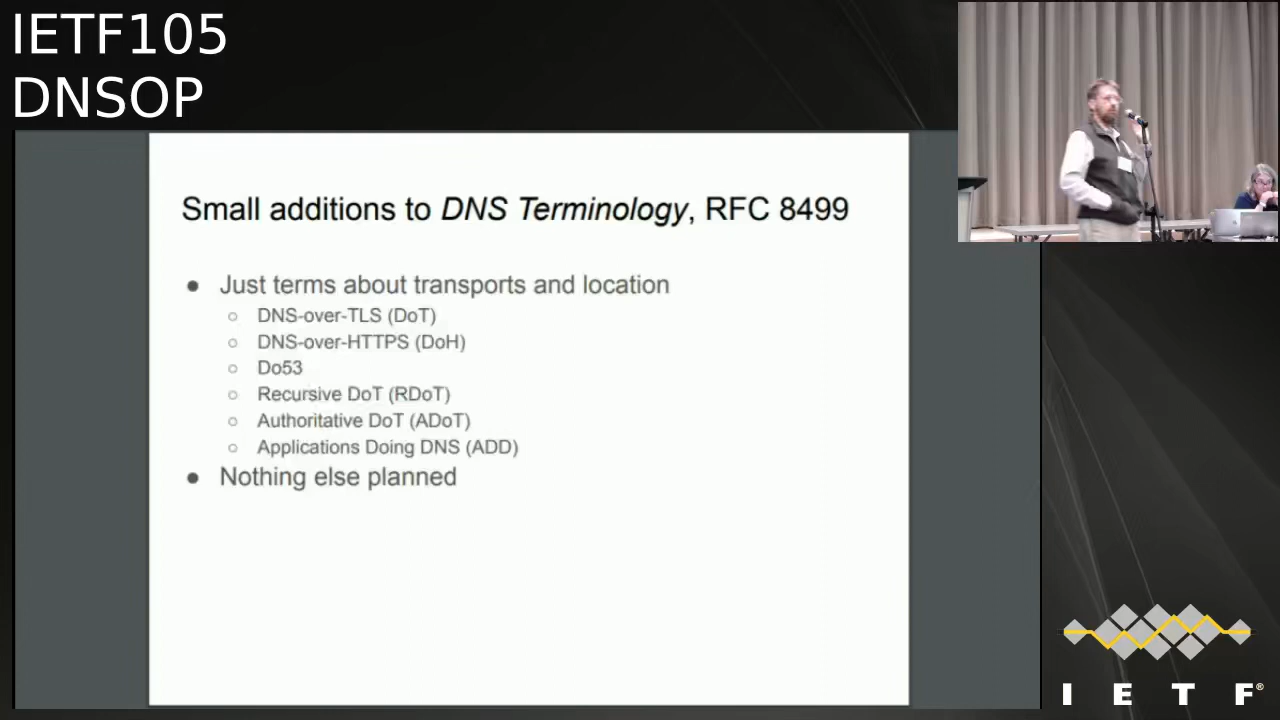 IETF105
DNSOP
Small additions to DNS Terminology, RFC 8499
● Just terms about transports and location
○ DNS-over-TLS (DoT)
○ DNS-over-HTTPS (DoH)
○ Do53
○ Recursive DoT (RDoT)
○ Authoritative DoT (ADoT)
○ Applications Doing DNS (ADD)
● Nothing else planned
I E T F®